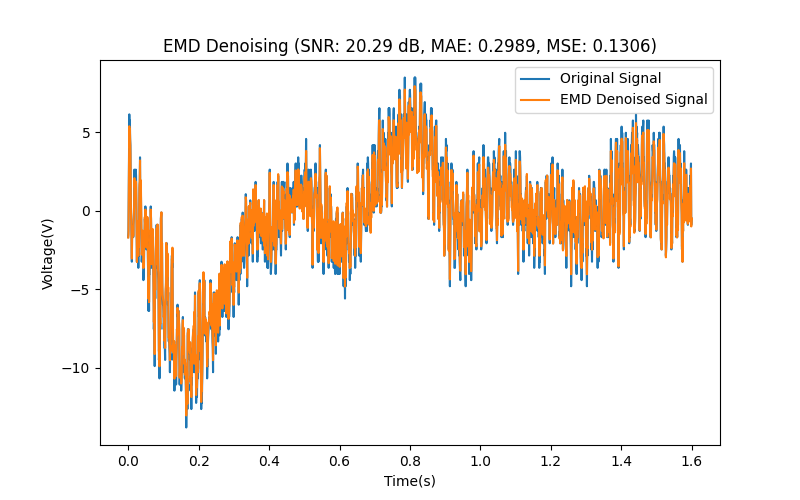 EMD Denoising (SNR: 20.29 dB, MAE: 0.2989, MSE: 0.1306)
Original Signal
EMD Denoised Signal
5
0
−5
−10
Voltage(V)
0.0 0.2 0.4 0.6 0.8 1.0 1.2 1.4 1.6
Time(s)